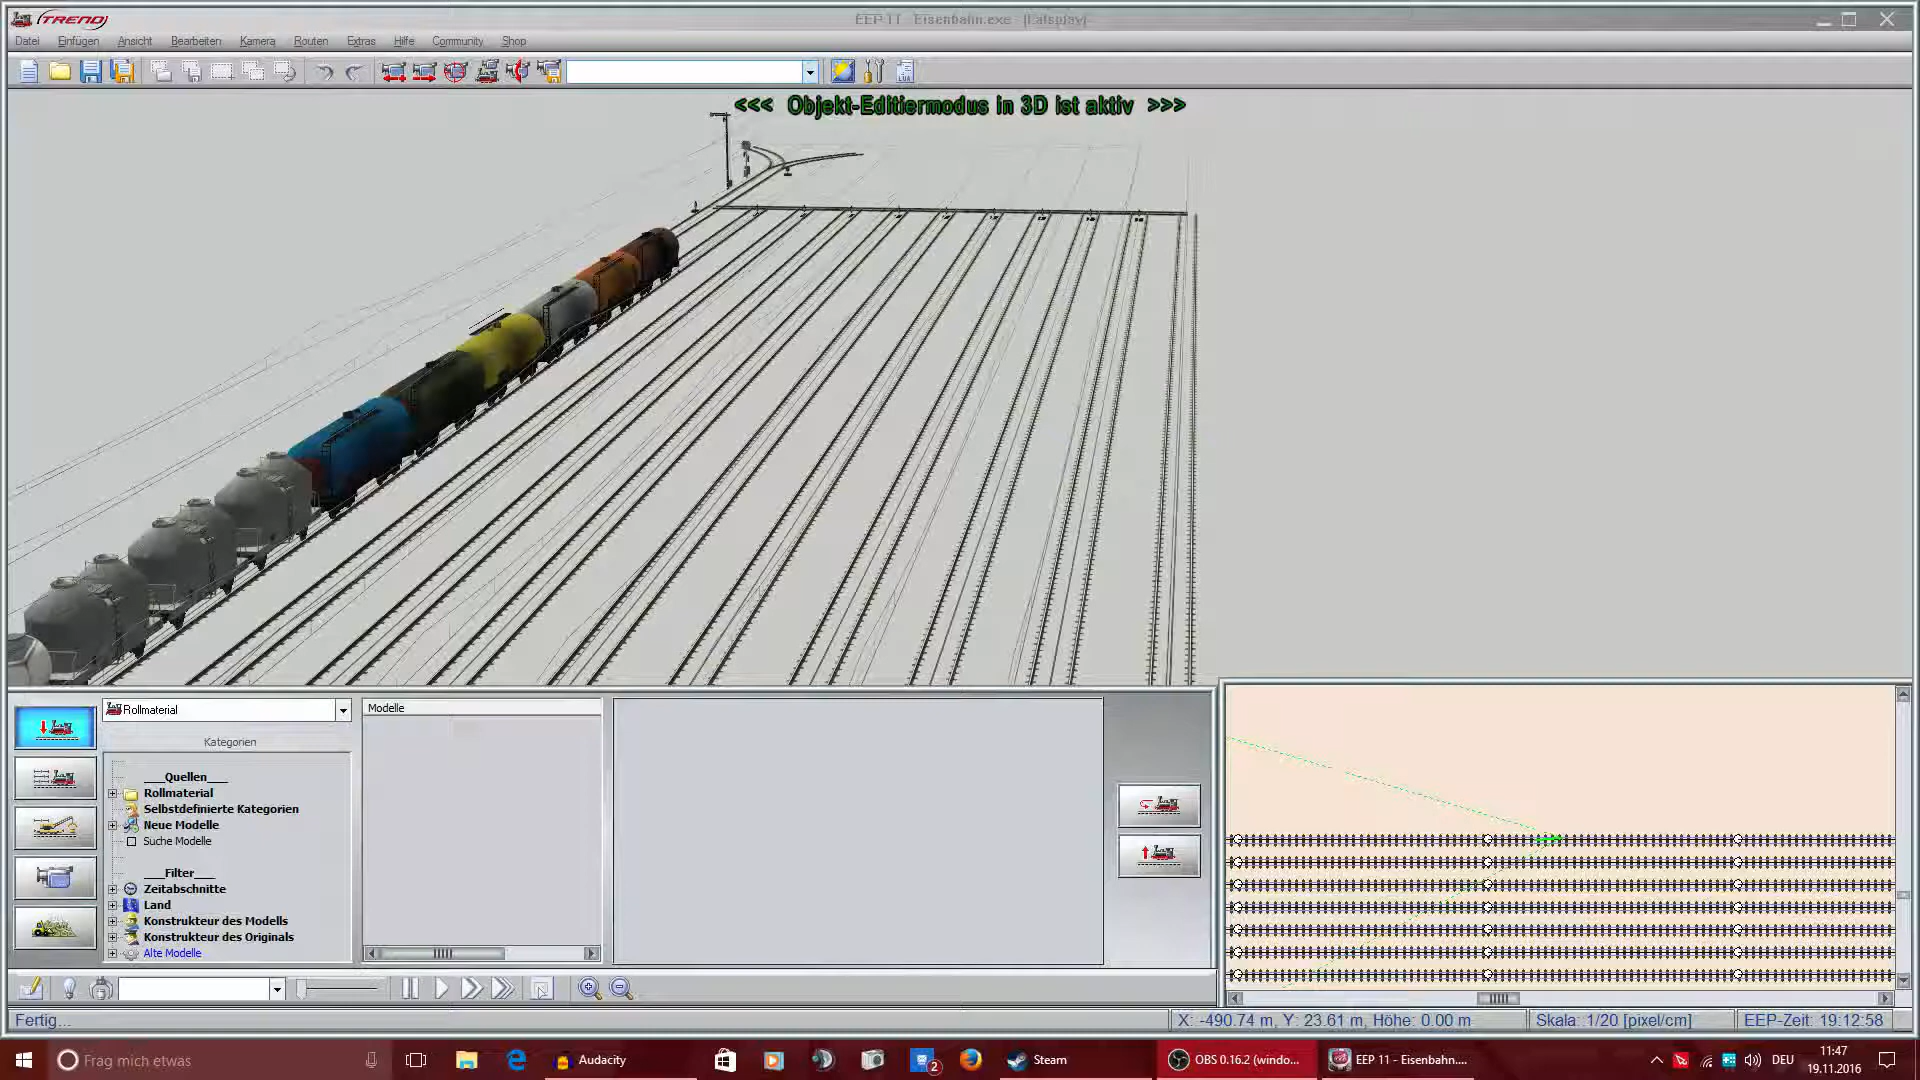 TREND
EEP 11 - Eisenbahn.exe - [Latsplay]
Datei Einfügen Ansicht Bearbeiten Kamera Routen Extras Hilfe Community Shop
LUA
<<< Objekt-Editiermodus in 3D ist aktiv >>>
Rollmaterial
Kategorien
Modelle
___Quellen___
Rollmaterial
Selbstdefinierte Kategorien
Neue Modelle
Suche Modelle
___Filter___
Zeitabschnitte
Land
Konstrukteur des Modells
Konstrukteur des Originals
Alte Modelle
Fertig...
X: -490.74 m, Y: 23.61 m, Höhe: 0.00 m
Skala: 1/20 [pixel/cm]
EEP-Zeit: 19:12:58
Frag mich etwas
Audacity
2
Steam
OBS 0.16.2 (windo...
EEP 11 - Eisenbahn....
DEU
11:47
19.11.2016